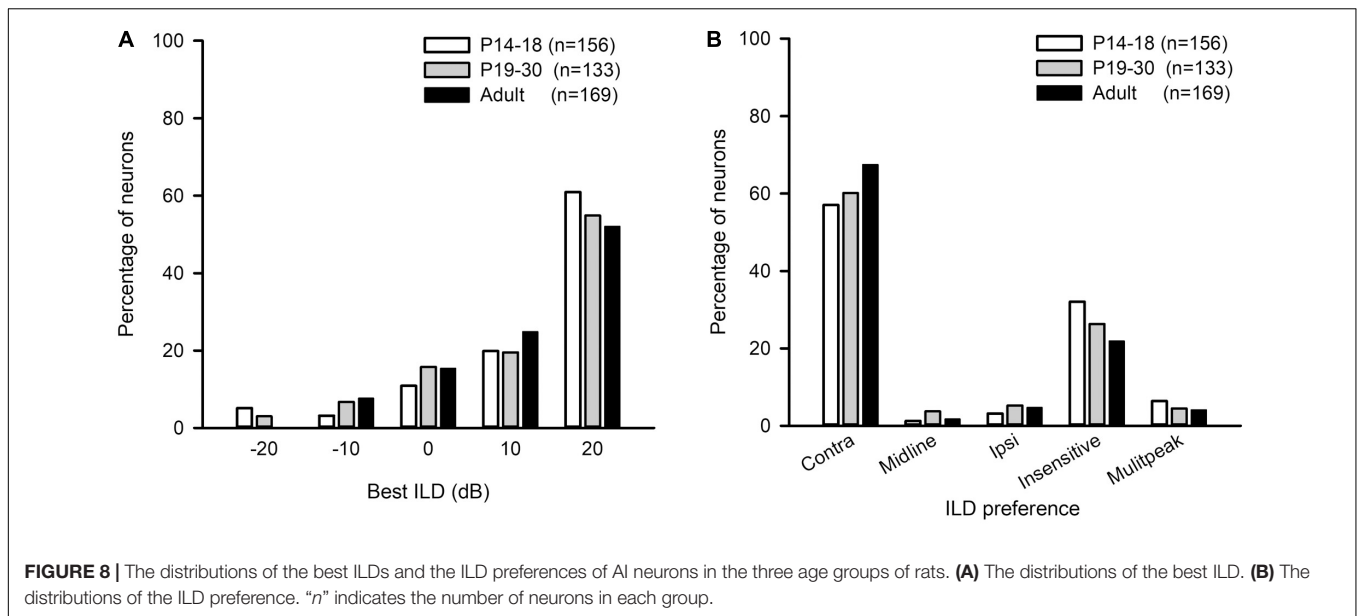 A
100
80
60
40
20
0
Percentage of neurons
P14-18 (n=156)
P19-30 (n=133)
Adult (n=169)
-20 -10 0 10 20
Best ILD (dB)
B
100
80
60
40
20
0
Percentage of neurons
P14-18 (n=156)
P19-30 (n=133)
Adult (n=169)
Contra Midline Ipsi Insensitive Mulitpeak
ILD preference
FIGURE 8 | The distributions of the best ILDs and the ILD preferences of AI neurons in the three age groups of rats. (A) The distributions of the best ILD. (B) The
distributions of the ILD preference. “n” indicates the number of neurons in each group.